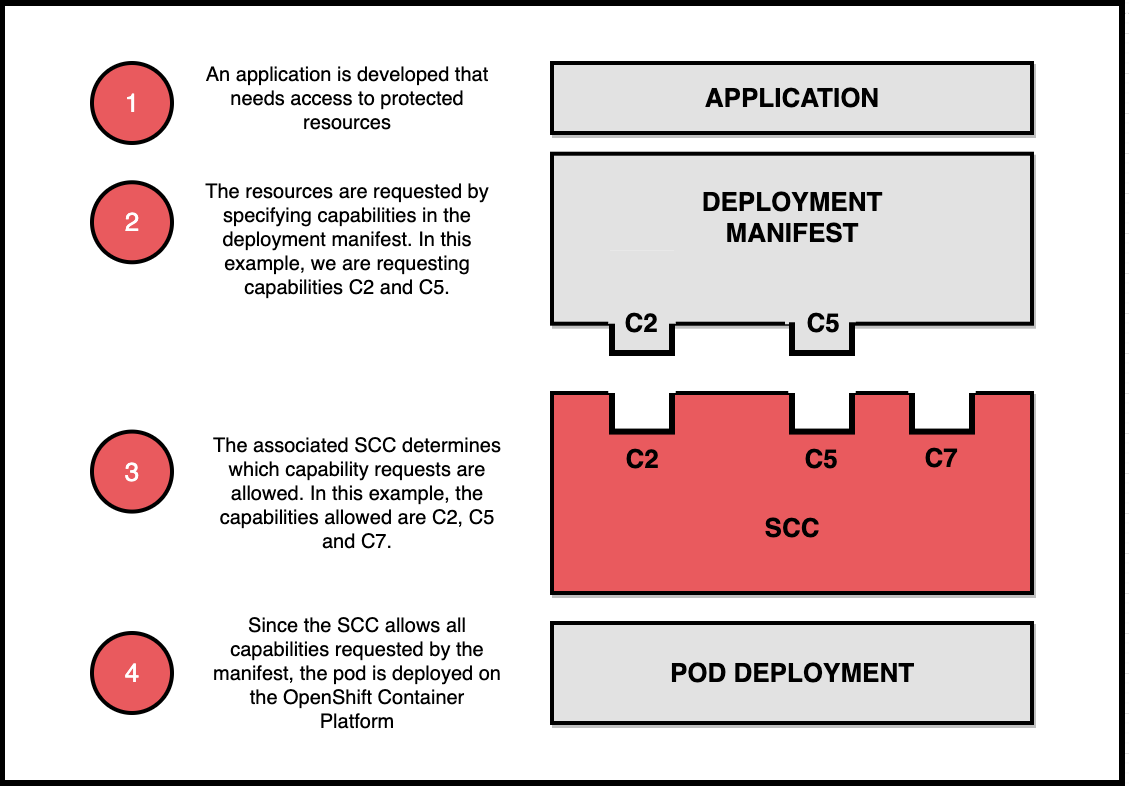 1
An application is developed that
needs access to protected
resources
APPLICATION
2
The resources are requested by
specifying capabilities in the
deployment manifest. In this
example, we are requesting
capabilities C2 and C5.
DEPLOYMENT
MANIFEST
C2 C5
3
The associated SCC determines
which capability requests are
allowed. In this example, the
capabilities allowed are C2, C5
and C7.
C2 C5 C7
SCC
4
Since the SCC allows all
capabilities requested by the
manifest, the pod is deployed on
the OpenShift Container
Platform
POD DEPLOYMENT